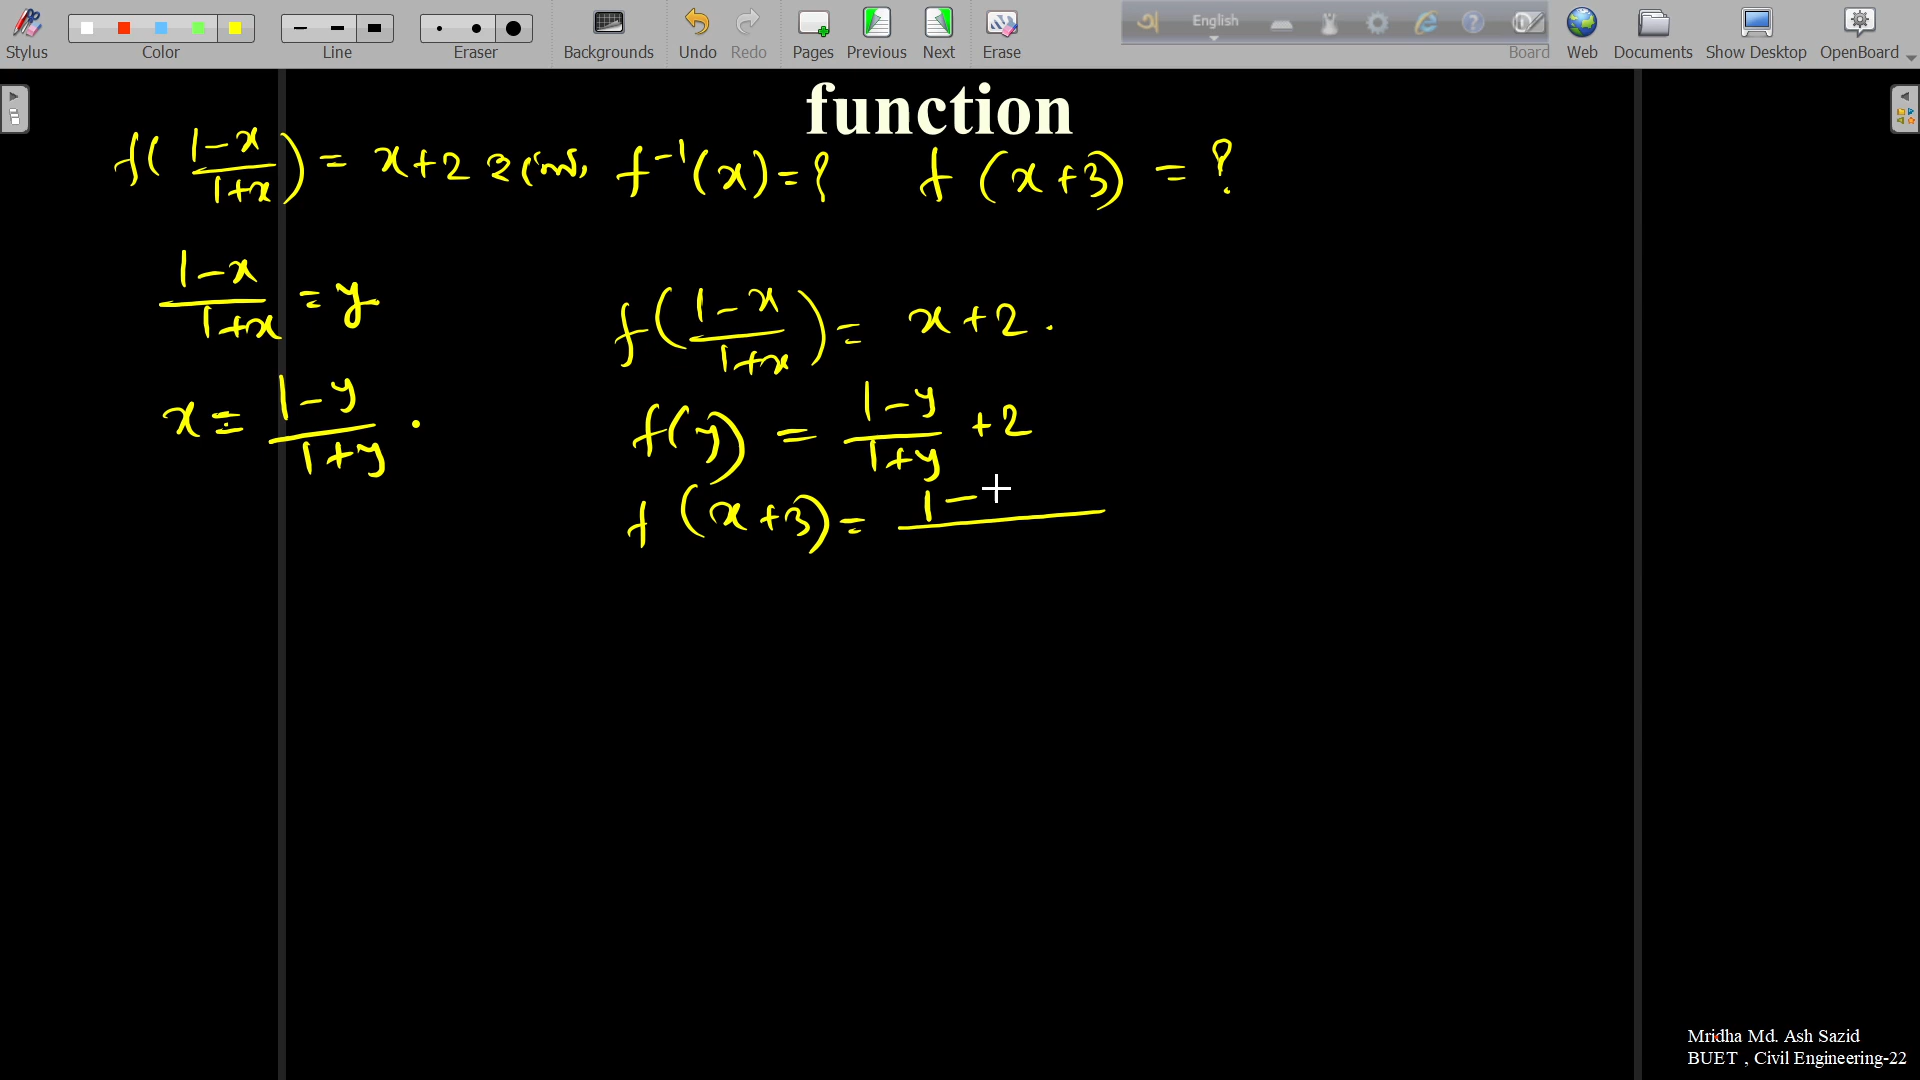 Stylus Color Line Eraser Backgrounds Undo Redo Pages Previous Next Erase English Board Web Documents Show Desktop OpenBoard
function
f(1-x/1+x) = x+2 হলে, f⁻¹(x)=? f(x+3) = ?
1-x/1+x = y
f(1-x/1+x) = x+2.
x = 1-y/1+y.
f(y) = 1-y/1+y +2
f(x+3) = 1-
Mridha Md. Ash Sazid
BUET , Civil Engineering-22